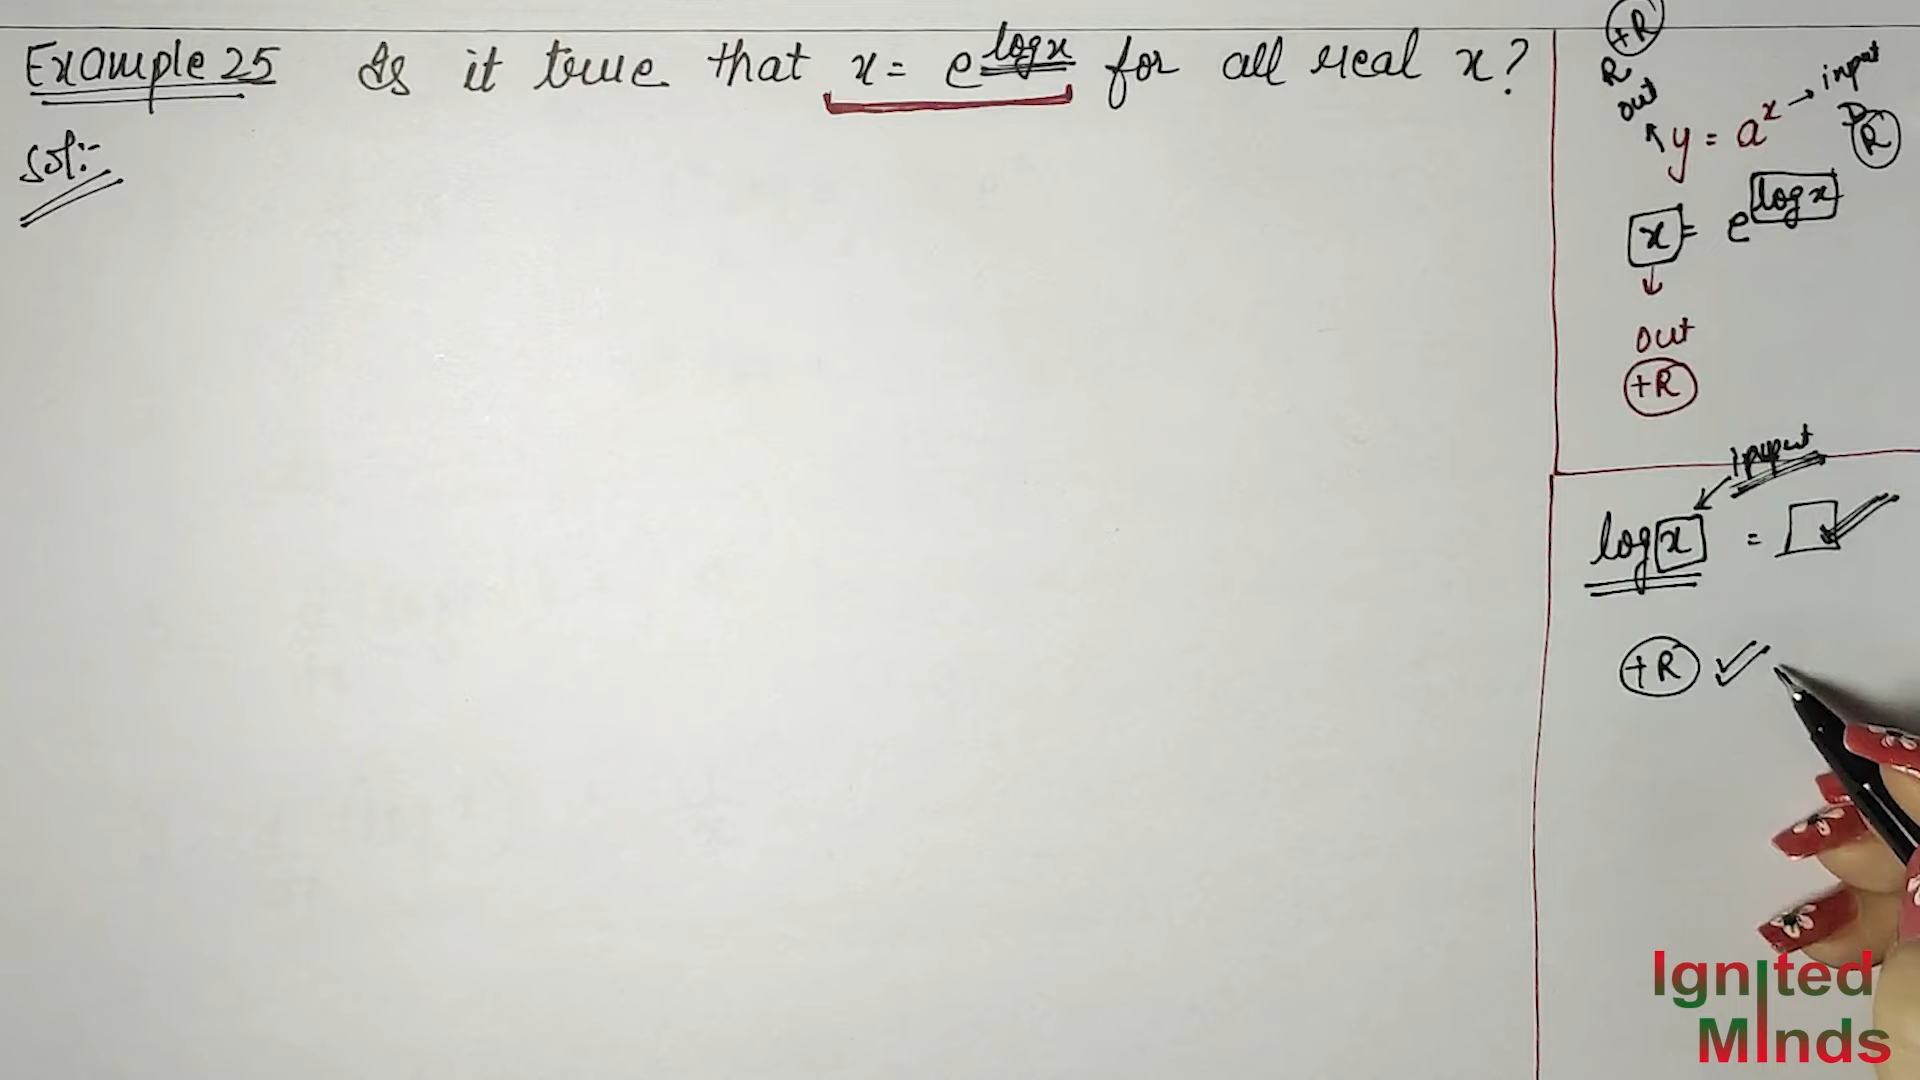 Example 25 Is it true that x = e^log x for all real x?
Sol:-
+R
R
out
input
y = a^x
D
R
x = e^log x
out
+R
input
log x =
+R
Ignited
Minds